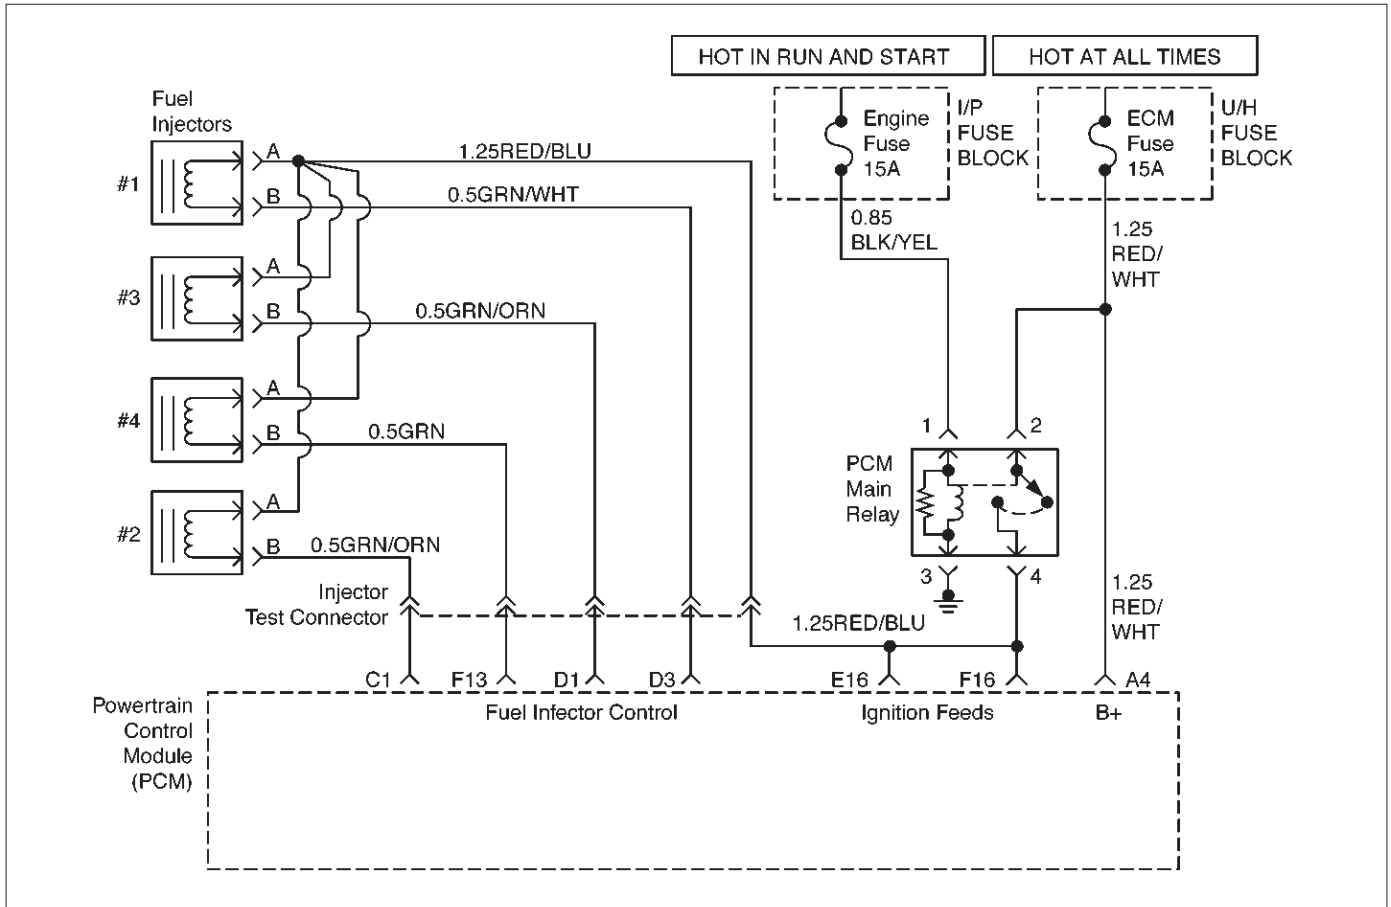 HOT IN RUN AND START
HOT AT ALL TIMES
Fuel
Injectors
Engine
Fuse
15A
I/P
FUSE
BLOCK
ECM
Fuse
15A
U/H
FUSE
BLOCK
#1
A
1.25RED/BLU
B
0.5GRN/WHT
0.85
BLK/YEL
1.25
RED/
WHT
#3
A
B
0.5GRN/ORN
#4
A
B
0.5GRN
1
2
PCM
Main
Relay
#2
A
B
0.5GRN/ORN
3
4
Injector
Test Connector
1.25RED/BLU
1.25
RED/
WHT
C1
F13
D1
D3
E16
F16
A4
Powertrain
Control
Module
(PCM)
Fuel Infector Control
Ignition Feeds
B+